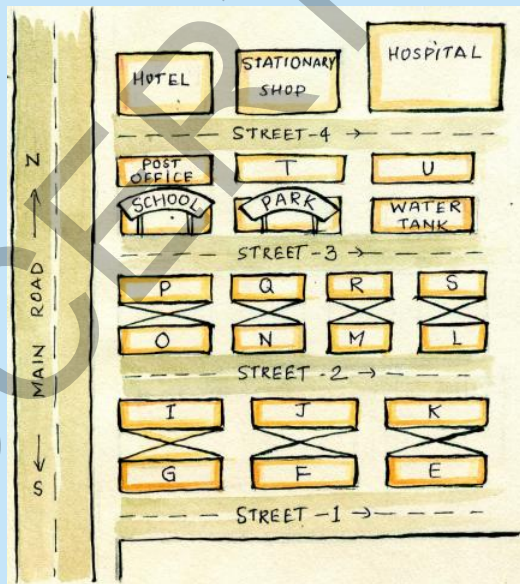 HOTEL
STATIONARY
SHOP
HOSPITAL
STREET-4
POST
OFFICE
T
U
SCHOOL
PARK
WATER
TANK
STREET-3
P
Q
R
S
O
N
M
L
STREET-2
I
J
K
G
F
E
STREET-1
N
MAIN ROAD
S